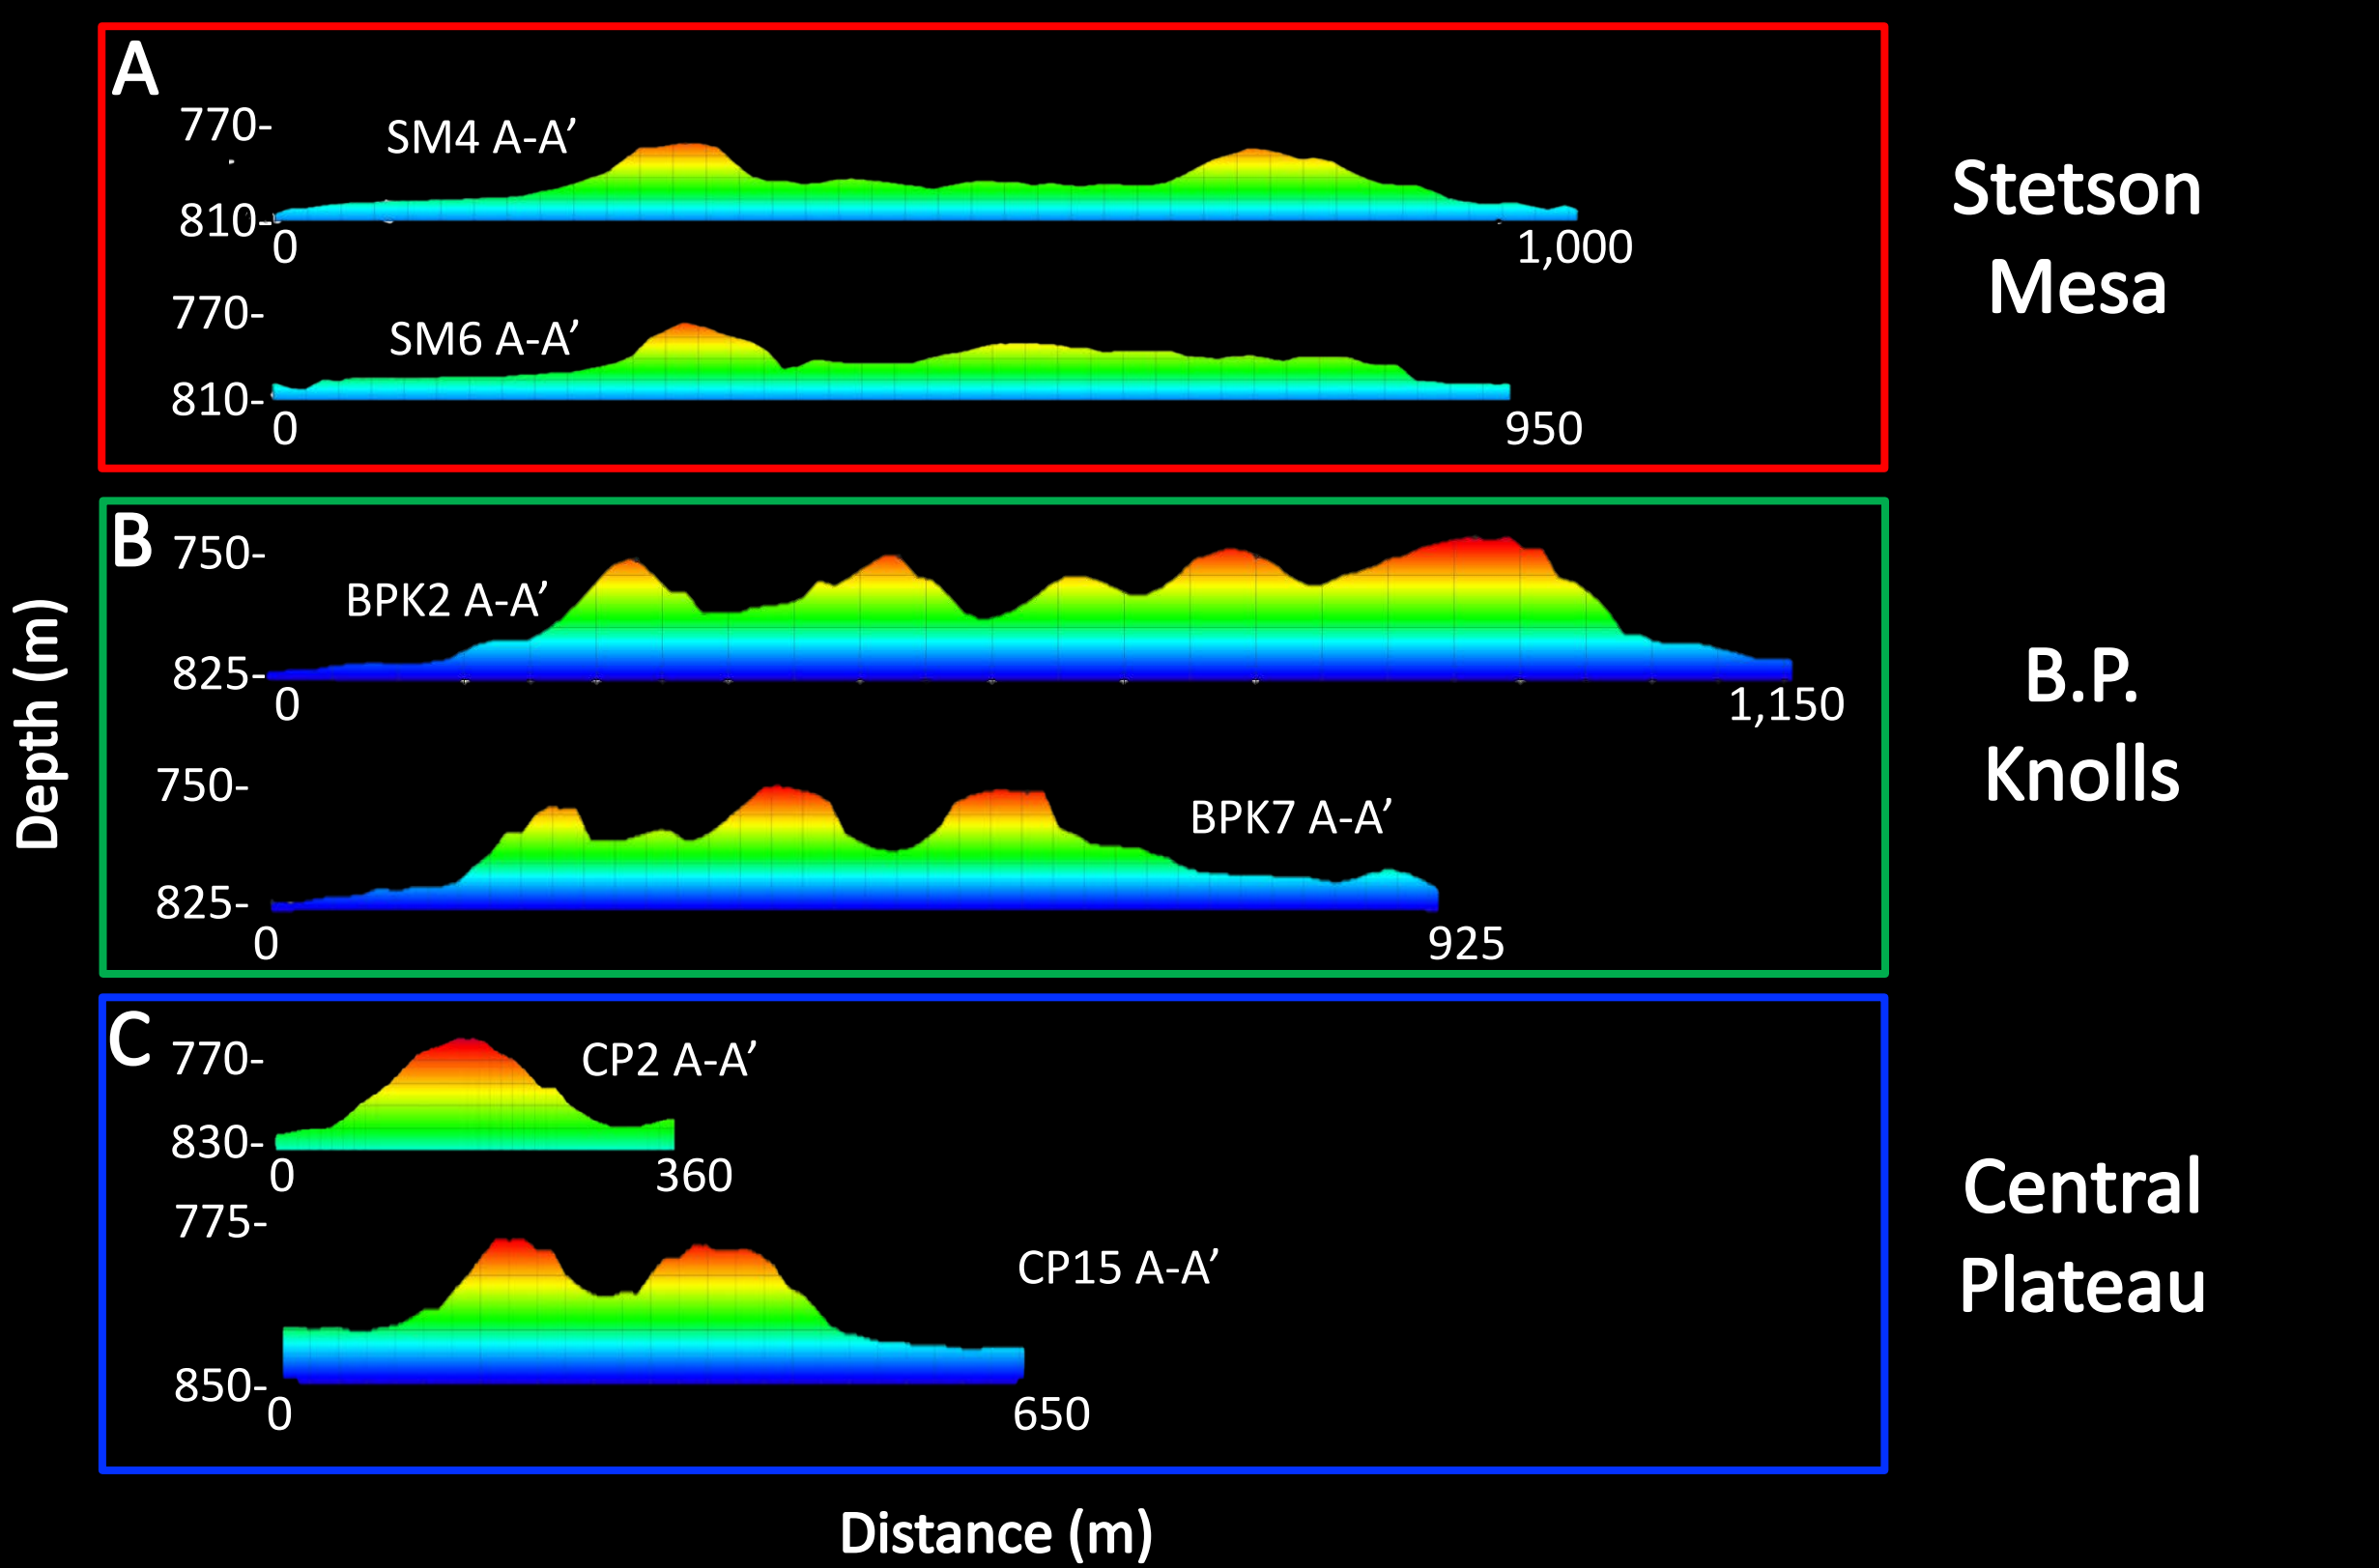 A
770-
SM4 A-A’
810-
0
1,000
770-
SM6 A-A’
810-
0
950
Stetson
Mesa
B
750-
BPK2 A-A’
825-
0
1,150
750-
BPK7 A-A’
825-
0
925
B.P.
Knolls
Depth (m)
C
770-
CP2 A-A’
830-
0
360
775-
CP15 A-A’
850-
0
650
Central
Plateau
Distance (m)